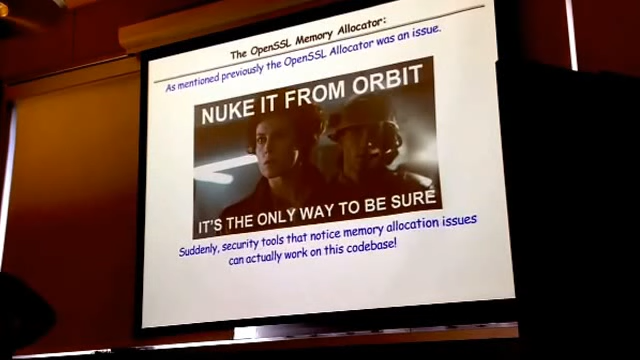 The OpenSSL Memory Allocator:
As mentioned previously the OpenSSL Allocator was an issue.
NUKE IT FROM ORBIT
IT'S THE ONLY WAY TO BE SURE
Suddenly, security tools that notice memory allocation issues
can actually work on this codebase!